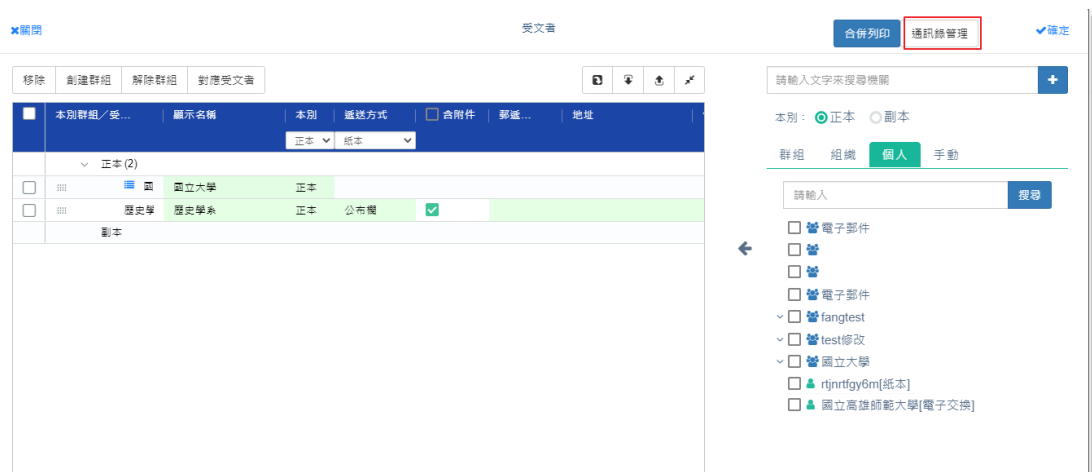 ✖關閉 受文者 合併列印 通訊錄管理 ✔確定
移除 創建群組 解除群組 對應受文者
請輸入文字來搜尋機關 +
本別群組／受... 顯示名稱 本別 遞送方式 含附件 郵遞... 地址
正本 紙本
正本(2)
國 國立大學 正本
歷史學 歷史學系 正本 公布欄
副本
本別： 正本 副本
群組 組織 個人 手動
請輸入 搜尋
電子郵件
電子郵件
fangtest
test修改
國立大學
rtjnrtfgy6m[紙本]
國立高雄師範大學[電子交換]